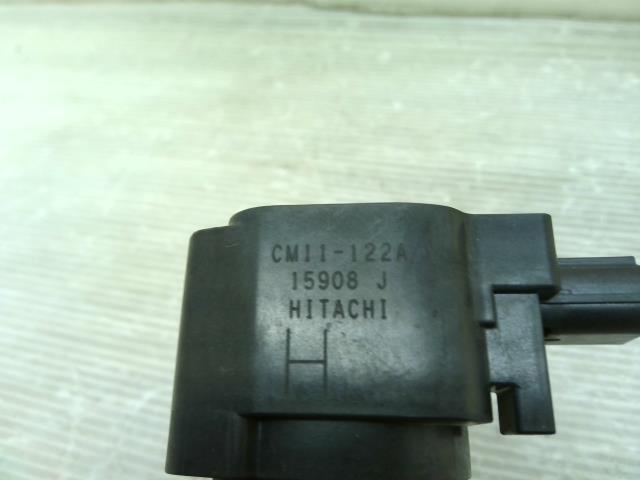 CM11-122A
15908 J
HITACHI
H